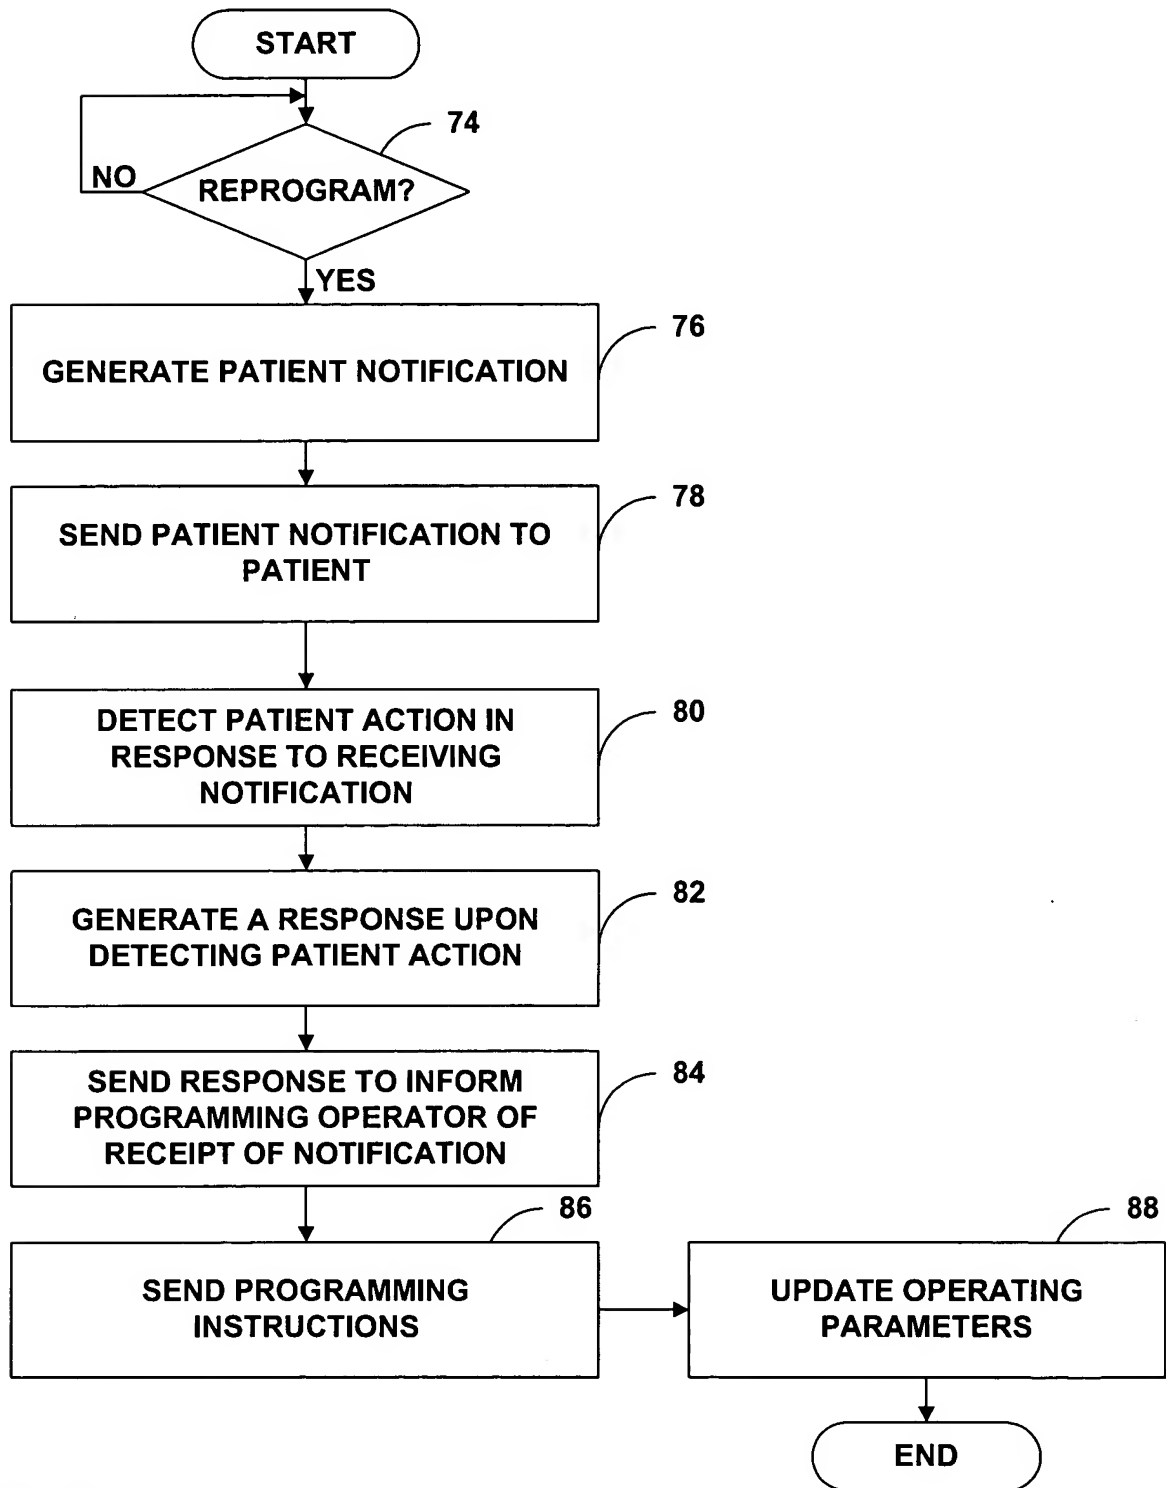 START
74
NO
REPROGRAM?
YES
76
GENERATE PATIENT NOTIFICATION
78
SEND PATIENT NOTIFICATION TO
PATIENT
80
DETECT PATIENT ACTION IN
RESPONSE TO RECEIVING
NOTIFICATION
82
GENERATE A RESPONSE UPON
DETECTING PATIENT ACTION
84
SEND RESPONSE TO INFORM
PROGRAMMING OPERATOR OF
RECEIPT OF NOTIFICATION
86
SEND PROGRAMMING
INSTRUCTIONS
88
UPDATE OPERATING
PARAMETERS
END